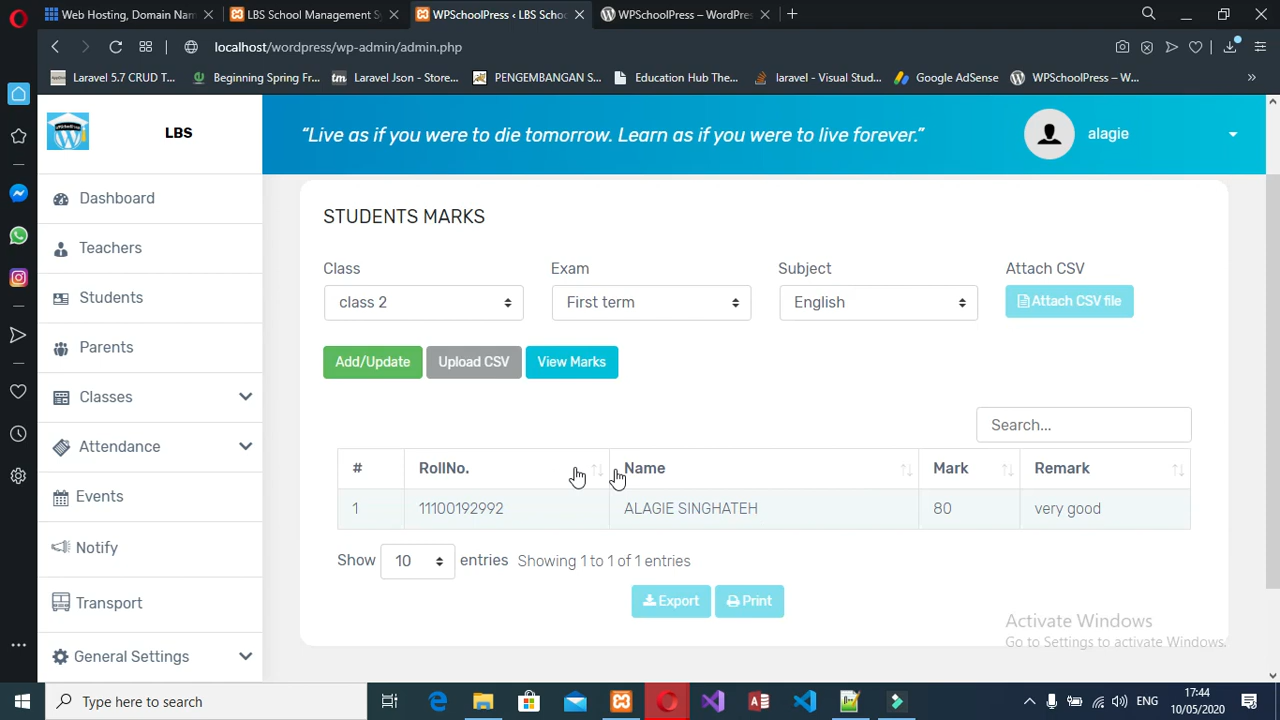 Web Hosting, Domain Nam
LBS School Management Sy
WPSchoolPress ‹ LBS Schoo
WPSchoolPress – WordPres
localhost/wordpress/wp-admin/admin.php
Laravel 5.7 CRUD T...
Beginning Spring Fr...
Laravel Json - Store...
PENGEMBANGAN S...
Education Hub The...
laravel - Visual Stud...
Google AdSense
WPSchoolPress – W...
LBS
“Live as if you were to die tomorrow. Learn as if you were to live forever.”
alagie
Dashboard
Teachers
Students
Parents
Classes
Attendance
Events
Notify
Transport
General Settings
STUDENTS MARKS
Class
Exam
Subject
Attach CSV
class 2
First term
English
Attach CSV file
Add/Update
Upload CSV
View Marks
Search...
# RollNo. Name Mark Remark
1 11100192992 ALAGIE SINGHATEH 80 very good
Show 10 entries Showing 1 to 1 of 1 entries
Export
Print
Activate Windows
Go to Settings to activate Windows.
Type here to search
ENG
17:44
10/05/2020